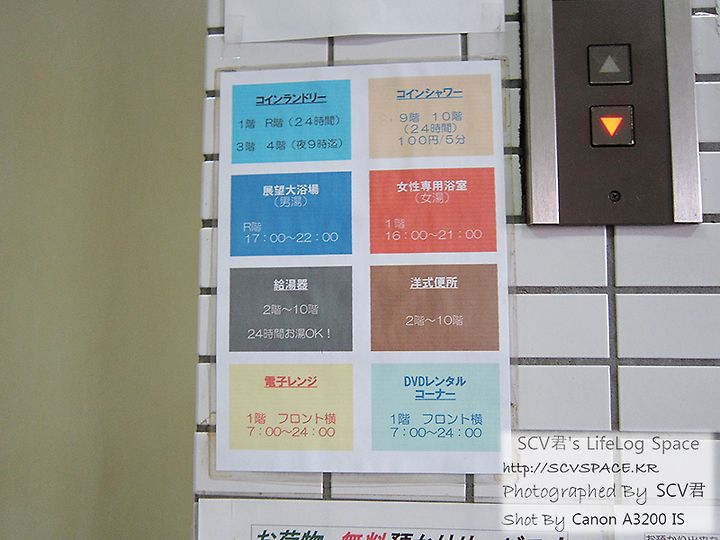 コインランドリー
1階 R階（24時間）
3階 4階（夜9時迄）
コインシャワー
9階 10階
（24時間）
100円/5分
展望大浴場
（男湯）
R階
17：00〜22：00
女性専用浴室
（女湯）
1階
16：00〜21：00
給湯器
2階〜10階
24時間お湯OK！
洋式便所
2階〜10階
電子レンジ
1階 フロント横
7：00〜24：00
DVDレンタル
コーナー
1階 フロント横
7：00〜24：00
SCV君's LifeLog Space
http://SCVSPACE.KR
Photographed By SCV君
Shot By Canon A3200 IS
お荷物 無料預かりサービス